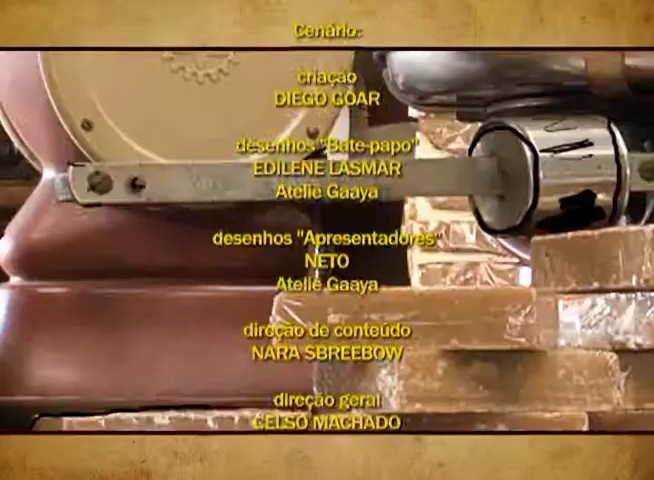 Cenário:
criação
DIEGO GOAR
desenhos "Bate-papo"
EDILENE LASMAR
Ateliê Gaaya
desenhos "Apresentadores"
NETO
Ateliê Gaaya
direção de conteúdo
NARA SBREEBOW
direção geral
CELSO MACHADO